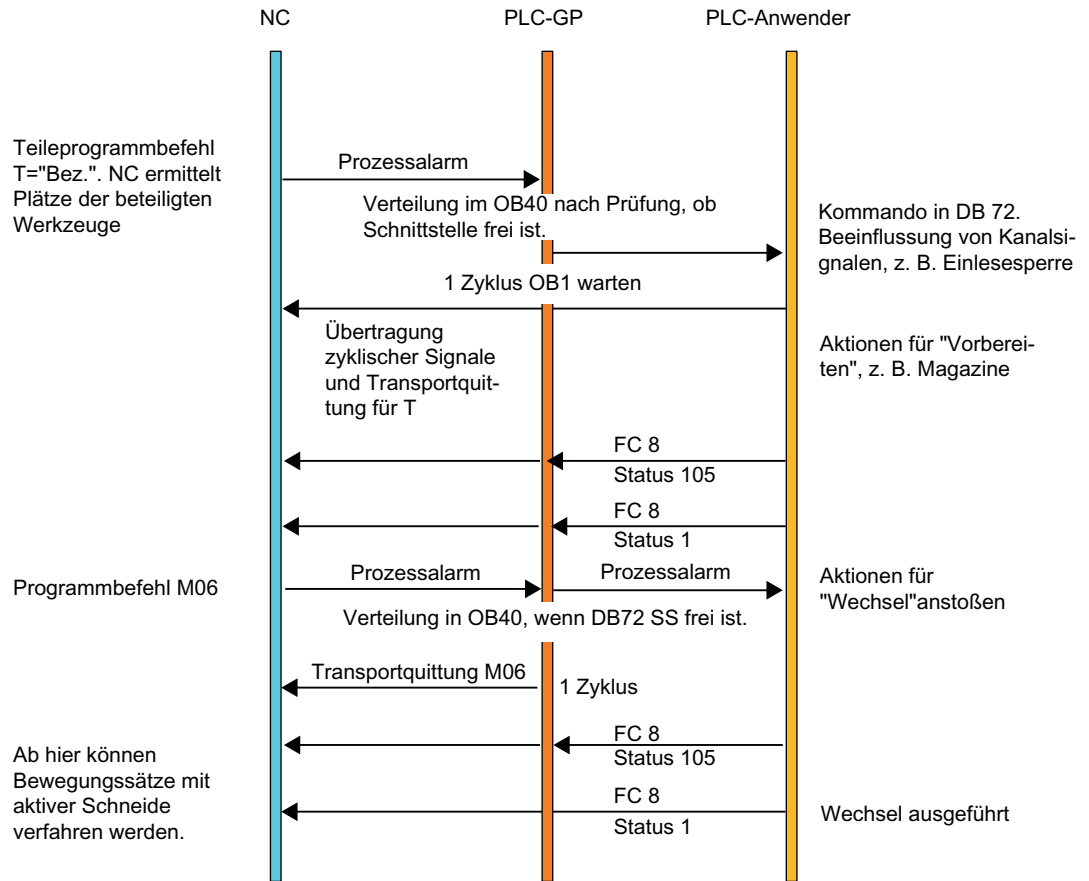 NC
PLC-GP
PLC-Anwender
Teileprogrammbefehl
T="Bez.". NC ermittelt
Plätze der beteiligten
Werkzeuge
Prozessalarm
Verteilung im OB40 nach Prüfung, ob
Schnittstelle frei ist.
Kommando in DB 72.
Beeinflussung von Kanalsi-
gnalen, z. B. Einlesesperre
1 Zyklus OB1 warten
Übertragung
zyklischer Signale
und Transportquit-
tung für T
Aktionen für "Vorberei-
ten", z. B. Magazine
FC 8
Status 105
FC 8
Status 1
Programmbefehl M06
Prozessalarm
Prozessalarm
Aktionen für
"Wechsel"anstoßen
Verteilung in OB40, wenn DB72 SS frei ist.
Transportquittung M06
1 Zyklus
FC 8
Status 105
Ab hier können
Bewegungssätze mit
aktiver Schneide
verfahren werden.
FC 8
Status 1
Wechsel ausgeführt